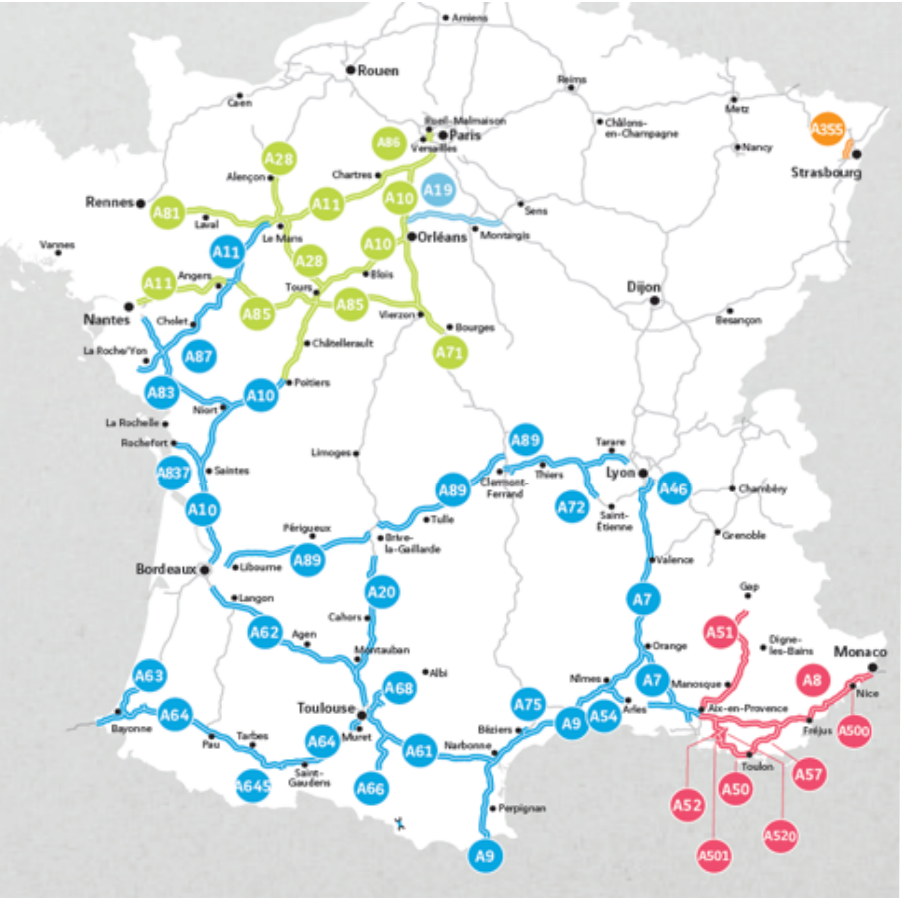 Amiens
Rouen
Reims
Caen
Metz
Rueil-Malmaison
Paris
Châlons-
en-Champagne
A355
A86
Versailles
Nancy
A28
Strasbourg
Alençon
Chartres
A19
A10
Rennes
A81
A11
Sens
Laval
Le Mans
Orléans
Montargis
Vannes
A11
A10
A28
Blois
Angers
A11
Tours
Dijon
A85
A85
Nantes
Cholet
Vierzon
Besançon
Bourges
Châtellerault
La Roche/Yon
A87
A71
Poitiers
A83
A10
Niort
La Rochelle
Rochefort
A89
Tarare
Limoges
A837
Saintes
Thiers
Lyon
Clermont-
Ferrand
A89
A46
Chambéry
A10
A72
Saint-
Étienne
Tulle
Périgueux
Grenoble
Brive-
la-Gaillarde
A89
Valence
Bordeaux
Libourne
Gap
A20
Langon
A7
Cahors
A62
A51
Agen
Digne-
les-Bains
Orange
Montauban
Monaco
Albi
A63
Nîmes
A7
Manosque
A8
A68
Nice
Toulouse
A75
Arles
Aix-en-Provence
A64
A9
A54
Bayonne
Muret
Béziers
Fréjus
A500
Pau
Tarbes
A64
A61
Narbonne
Toulon
A57
Saint-
Gaudens
A645
A66
A50
A52
Perpignan
A520
A9
A501